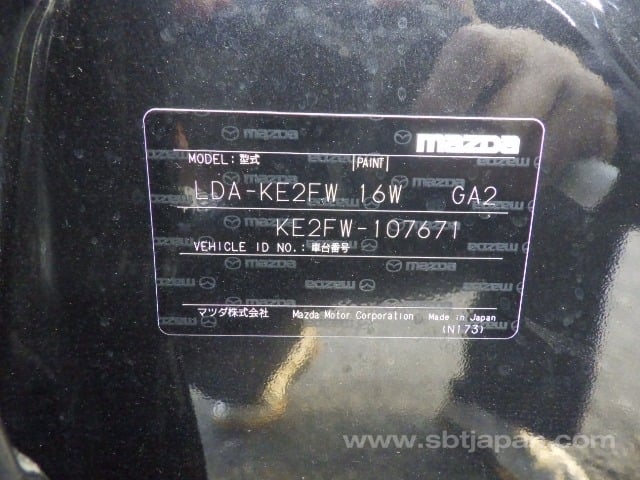 mazda
MODEL: 型式 PAINT
LDA-KE2FW 16W GA2
KE2FW-107671
VEHICLE ID NO.: 車台番号
マツダ株式会社 Mazda Motor Corporation Made in Japan
(N173)
www.sbtjapan.com